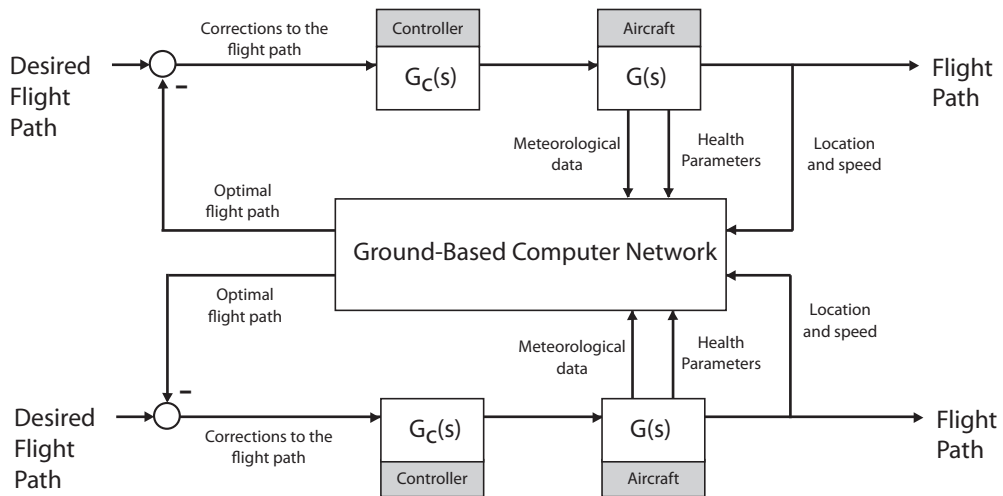 Corrections to the
flight path
Controller
Aircraft
Desired
Flight
Path
G_C(s)
G(s)
Flight
Path
Meteorological
data
Health
Parameters
Location
and speed
Optimal
flight path
Ground-Based Computer Network
Optimal
flight path
Meteorological
data
Health
Parameters
Location
and speed
Desired
Flight
Path
G_C(s)
G(s)
Flight
Path
Corrections to the
flight path
Controller
Aircraft